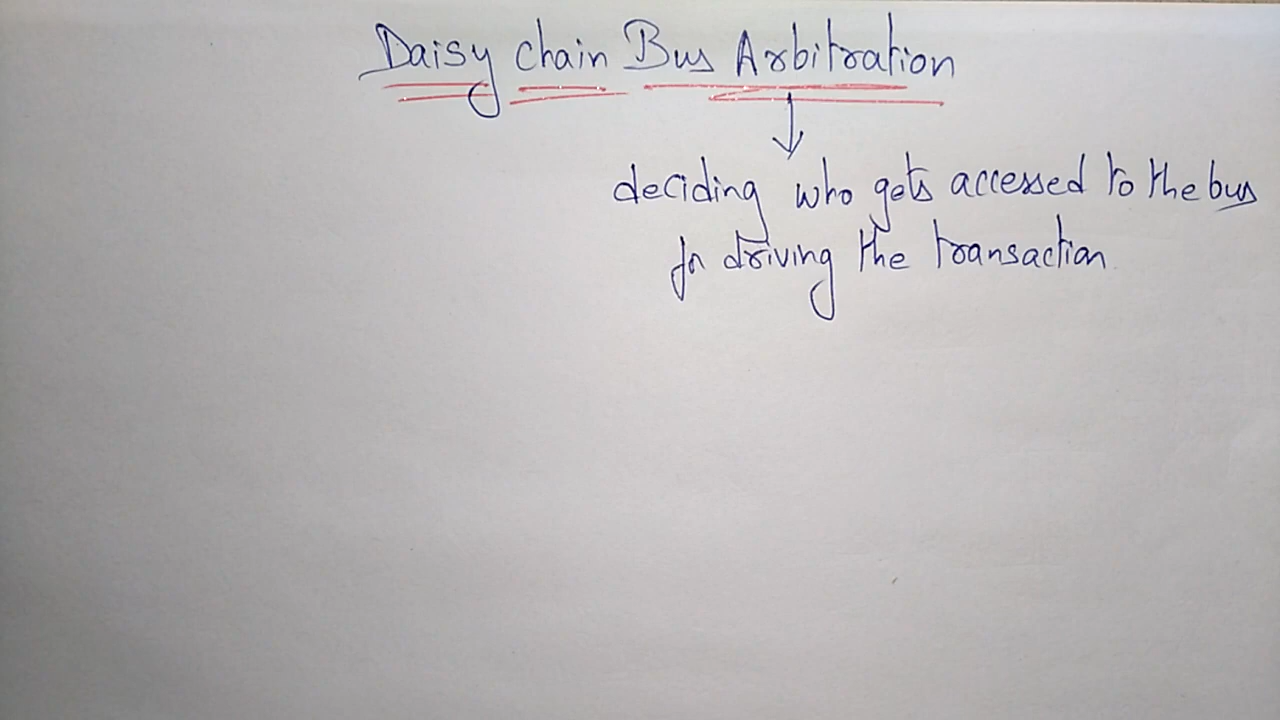 Daisy chain Bus Arbitration
deciding who gets accessed to the bus
for driving the transaction